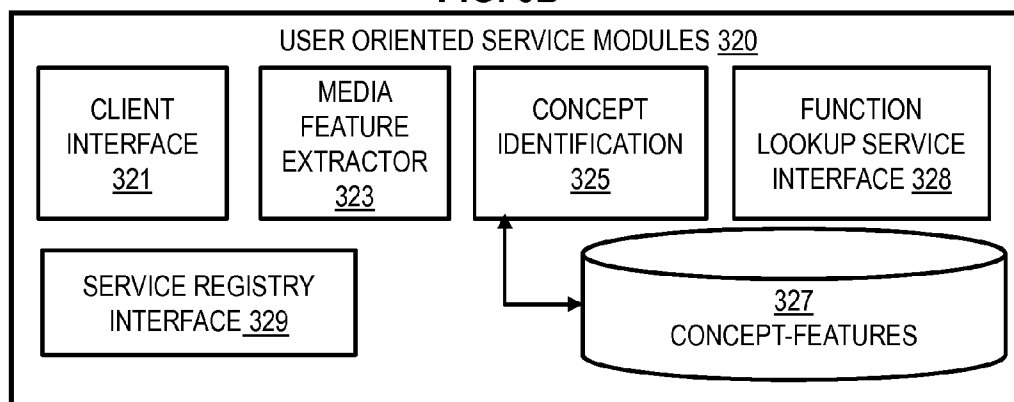 USER ORIENTED SERVICE MODULES 320
CLIENT
INTERFACE
321
MEDIA
FEATURE
EXTRACTOR
323
CONCEPT
IDENTIFICATION
325
FUNCTION
LOOKUP SERVICE
INTERFACE 328
SERVICE REGISTRY
INTERFACE 329
327
CONCEPT-FEATURES